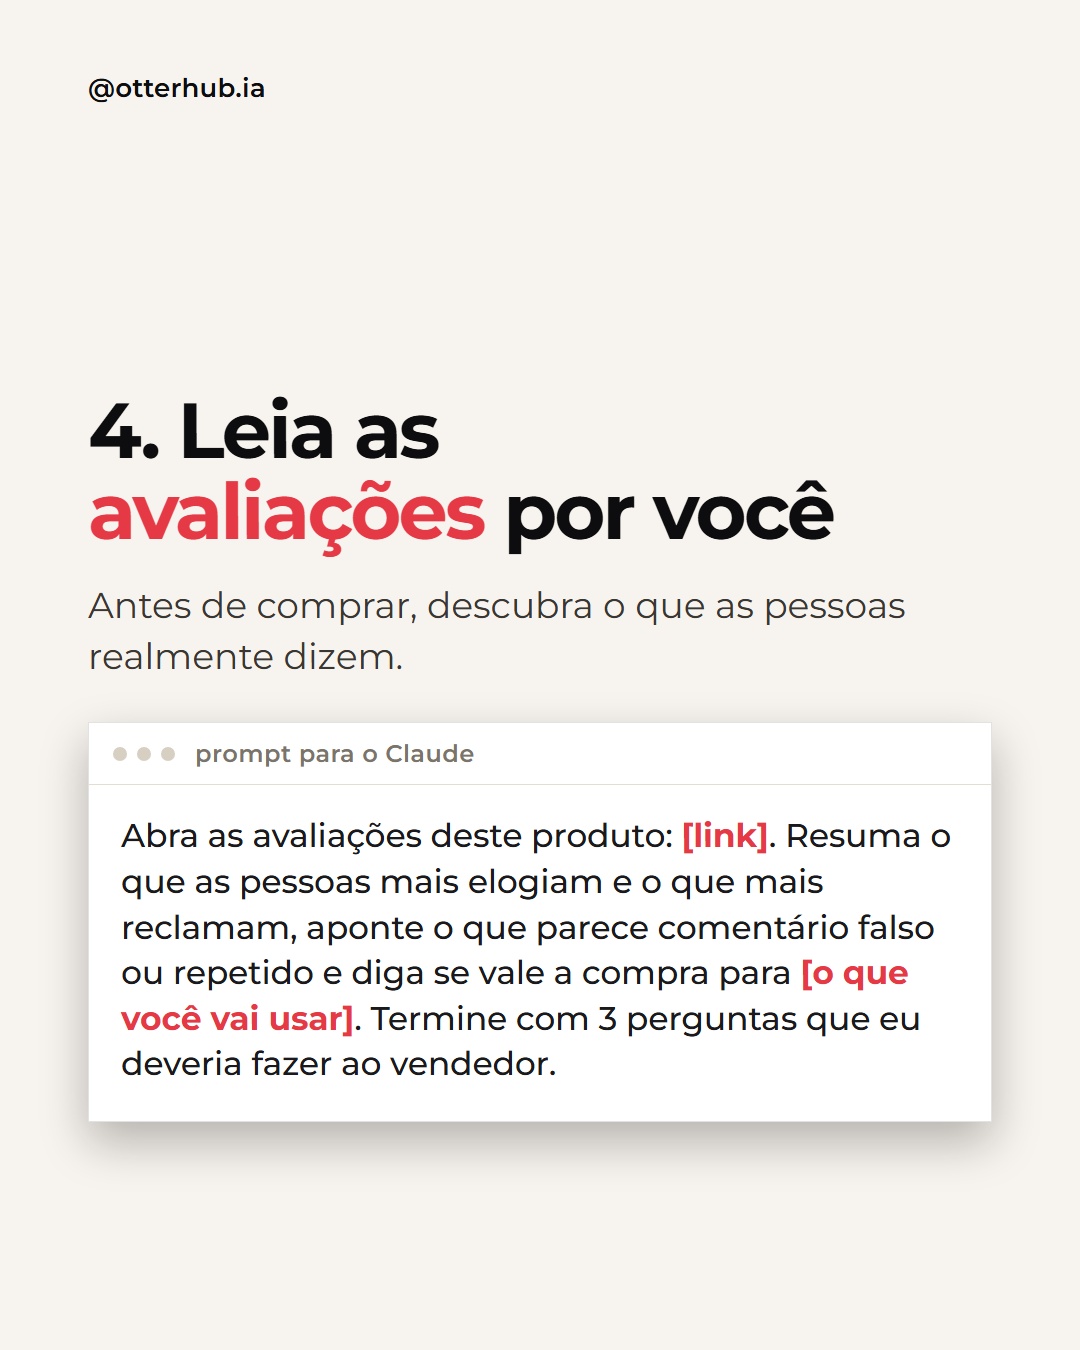 @otterhub.ia
4. Leia as
avaliações por você
Antes de comprar, descubra o que as pessoas
realmente dizem.
prompt para o Claude
Abra as avaliações deste produto: [link]. Resuma o
que as pessoas mais elogiam e o que mais
reclamam, aponte o que parece comentário falso
ou repetido e diga se vale a compra para [o que
você vai usar]. Termine com 3 perguntas que eu
deveria fazer ao vendedor.